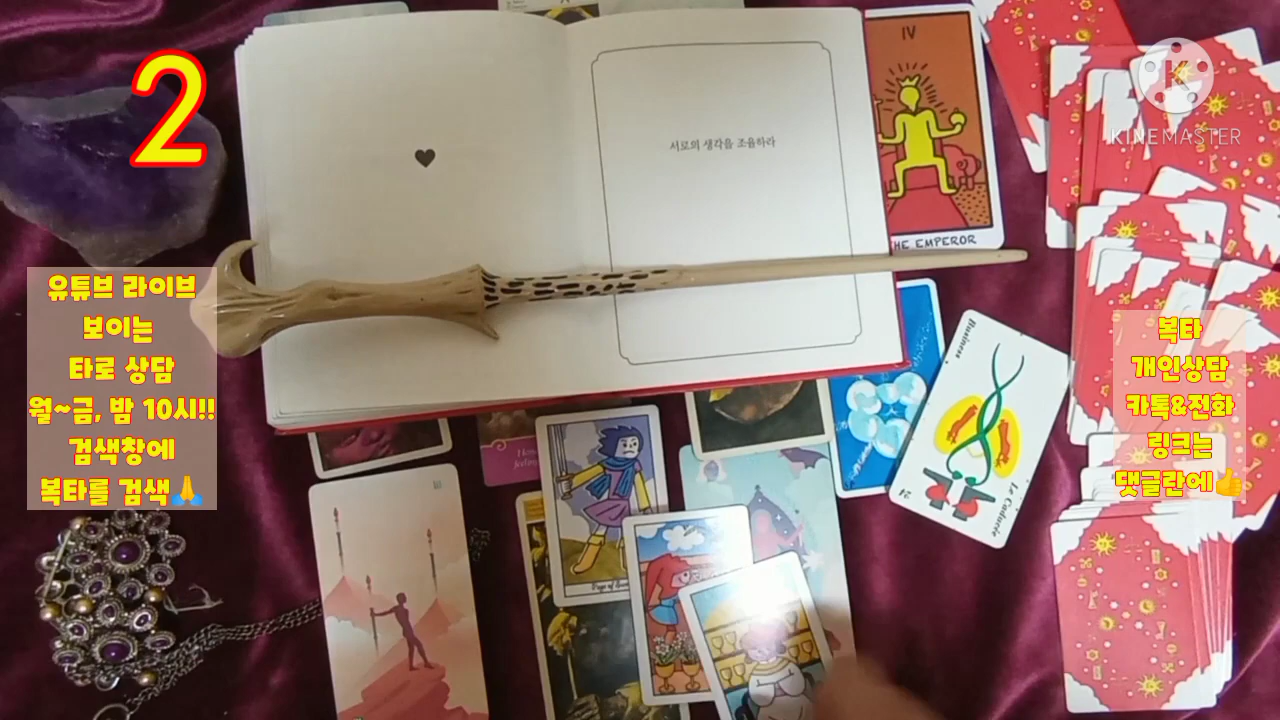 2
IV
서로의 생각을 조율하라
K
KINEMASTER
THE EMPEROR
유튜브 라이브
보이는
타로 상담
월~금, 밤 10시!!
검색창에
복타를 검색🙏
복타
개인상담
카톡&전화
링크는
댓글란에👍
Business
Le Caducée